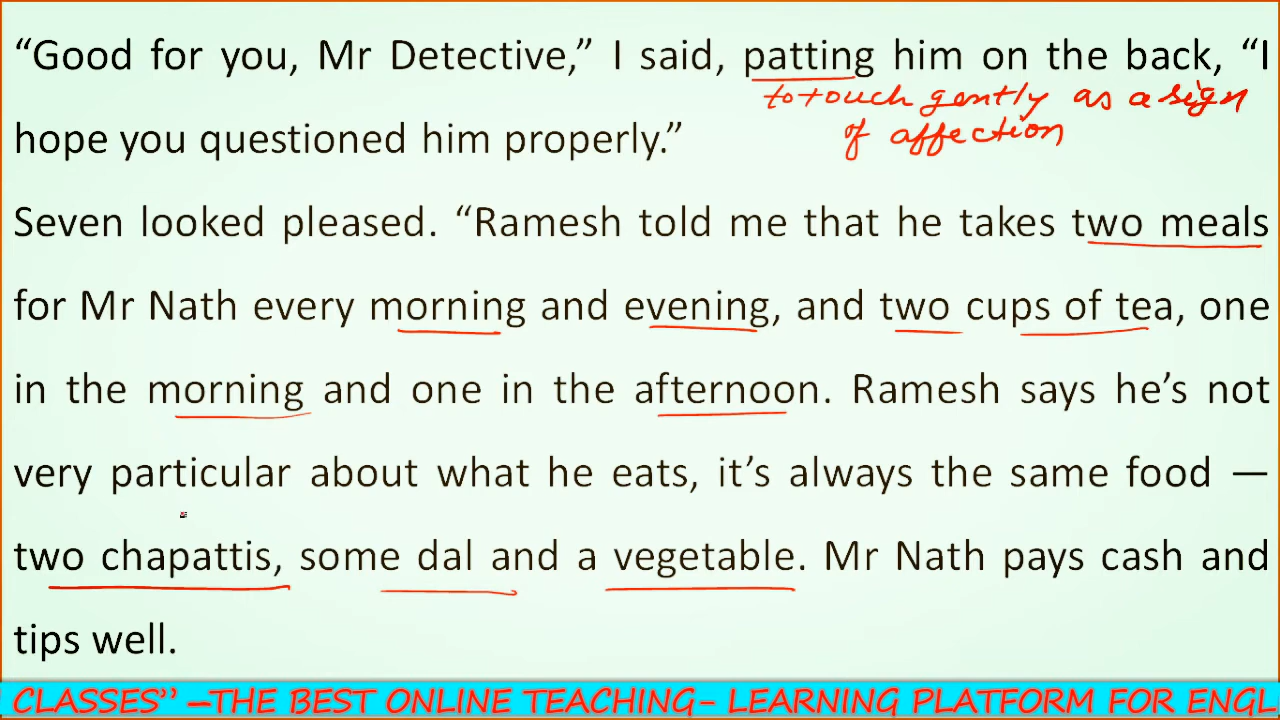 “Good for you, Mr Detective,” I said, patting him on the back, “I
to touch gently as a sign
hope you questioned him properly.”
of affection
Seven looked pleased. “Ramesh told me that he takes two meals
for Mr Nath every morning and evening, and two cups of tea, one
in the morning and one in the afternoon. Ramesh says he’s not
very particular about what he eats, it’s always the same food —
two chapattis, some dal and a vegetable. Mr Nath pays cash and
tips well.
CLASSES” –THE BEST ONLINE TEACHING- LEARNING PLATFORM FOR ENGL